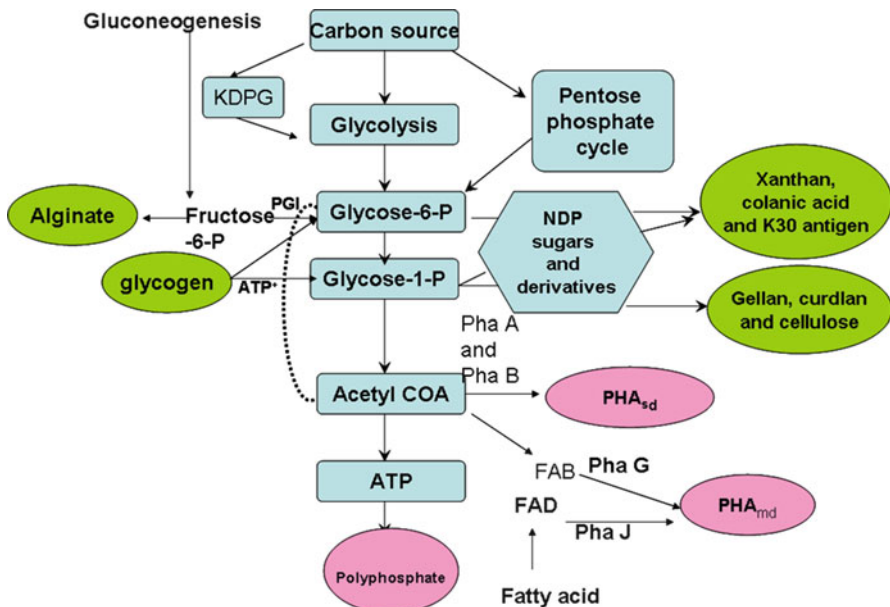 Gluconeogenesis
Carbon source
KDPG
Glycolysis
Pentose
phosphate
cycle
Xanthan,
colanic acid
and K30 antigen
Alginate
Fructose
-6-P
PGI
Glycose-6-P
NDP
sugars
and
derivatives
glycogen
ATP+
Glycose-1-P
Gellan, curdlan
and cellulose
Pha A
and
Pha B
Acetyl COA
PHAsd
ATP
FAB
Pha G
PHAmd
FAD
Pha J
Polyphosphate
Fatty acid